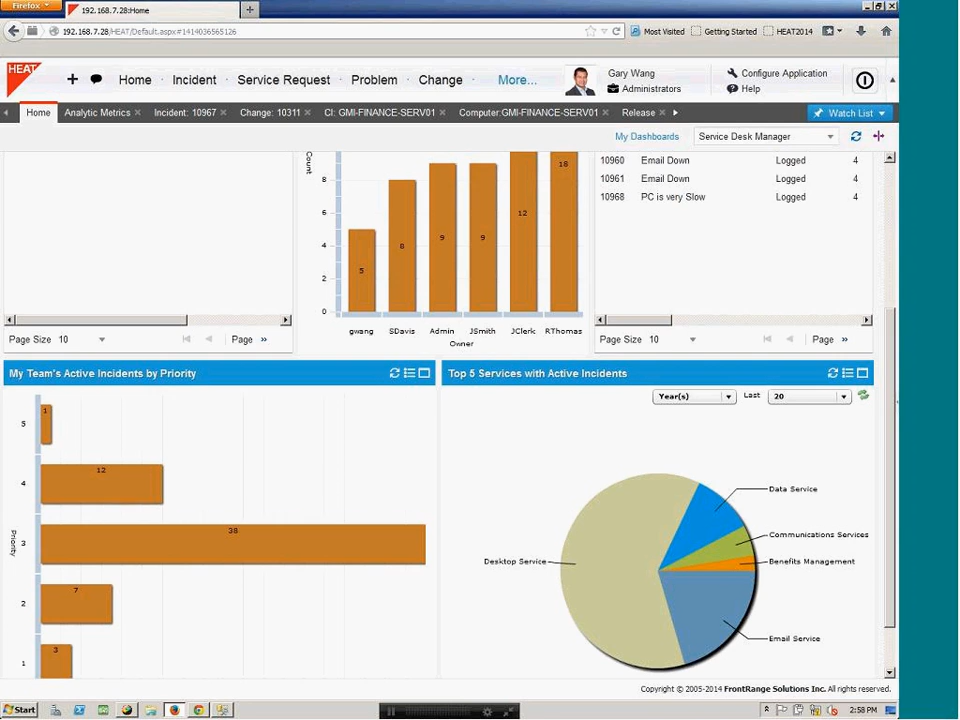 Firefox
192.168.7.28:Home
192.168.7.28/HEAT/Default.aspx#1414036565126
Most Visited Getting Started HEAT2014
HEAT
Home Incident Service Request Problem Change More...
Gary Wang
Administrators
Configure Application
Help
Home Analytic Metrics Incident: 10967 Change: 10311 CI: GMI-FINANCE-SERV01 Computer:GMI-FINANCE-SERV01 Release Watch List
My Dashboards Service Desk Manager
Count
8
6
4
2
0
5
8
9
9
12
18
gwang SDavis Admin JSmith JClerk RThomas
Owner
10960 Email Down Logged 4
10961 Email Down Logged 4
10968 PC is very Slow Logged 4
Page Size 10 Page »
Page Size 10 Page »
My Team's Active Incidents by Priority
Priority
5 1
4 12
3 38
2 7
1 3
Top 5 Services with Active Incidents
Year(s) Last 20
Data Service
Communications Services
Benefits Management
Desktop Service
Email Service
Copyright © 2005-2014 FrontRange Solutions Inc. All rights reserved.
Start
2:58 PM